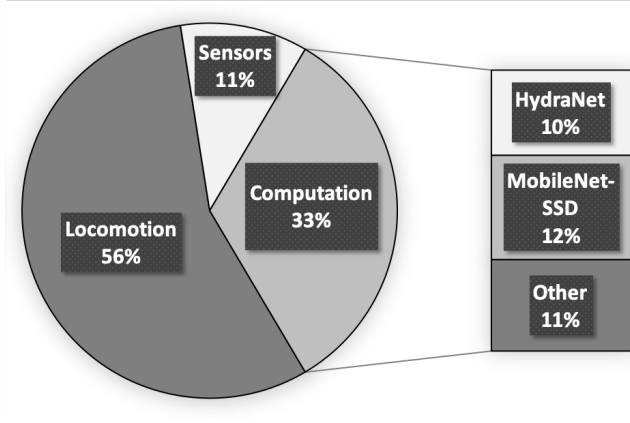 Sensors
11%
Computation
33%
Locomotion
56%
HydraNet
10%
MobileNet-
SSD
12%
Other
11%